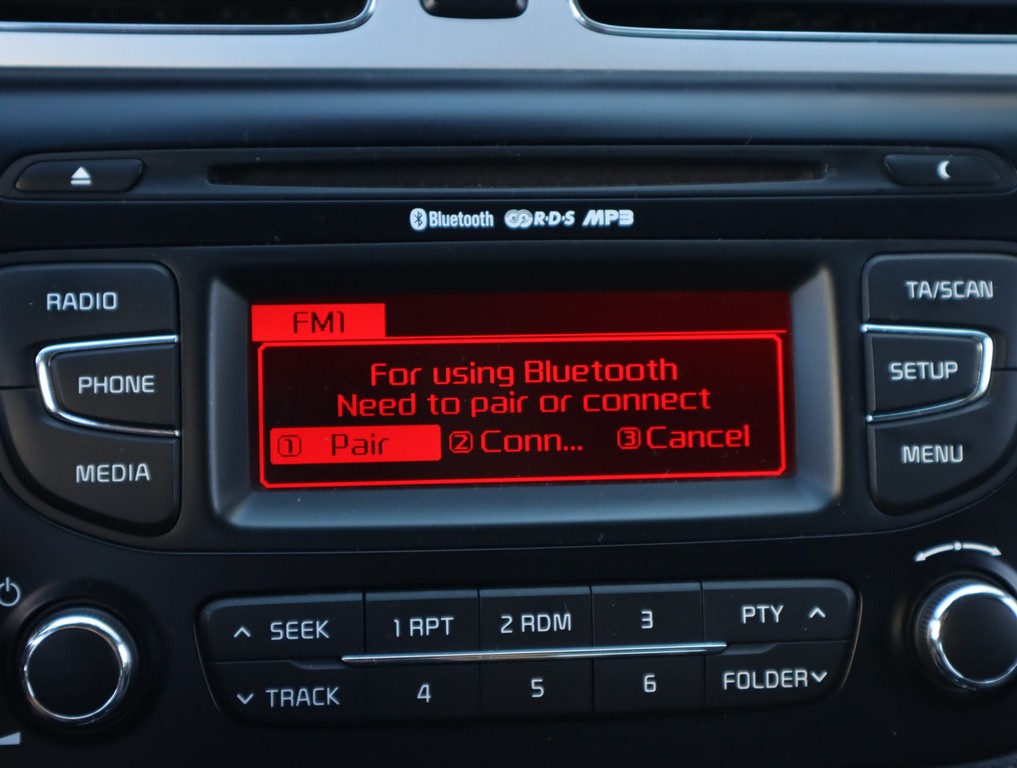 Bluetooth R·D·S MP3
RADIO
TA/SCAN
FM1
For using Bluetooth
Need to pair or connect
1 Pair 2 Conn... 3 Cancel
PHONE
SETUP
MEDIA
MENU
SEEK 1 RPT 2 RDM 3 PTY
TRACK 4 5 6 FOLDER